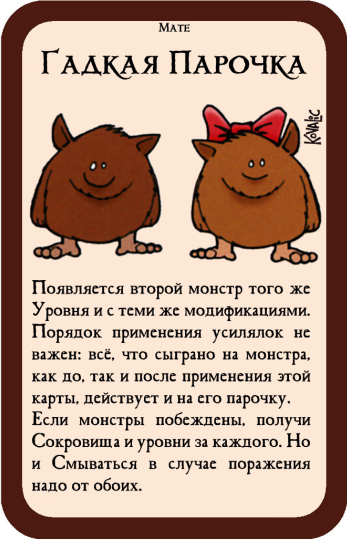 Mate
Гадкая Парочка
Kovalic
Появляется второй монстр того же
Уровня и с теми же модификациями.
Порядок применения усилялок не
важен: всё, что сыграно на монстра,
как до, так и после применения этой
карты, действует и на его парочку.
Если монстры побеждены, получи
Сокровища и уровни за каждого. Но
и Смываться в случае поражения
надо от обоих.